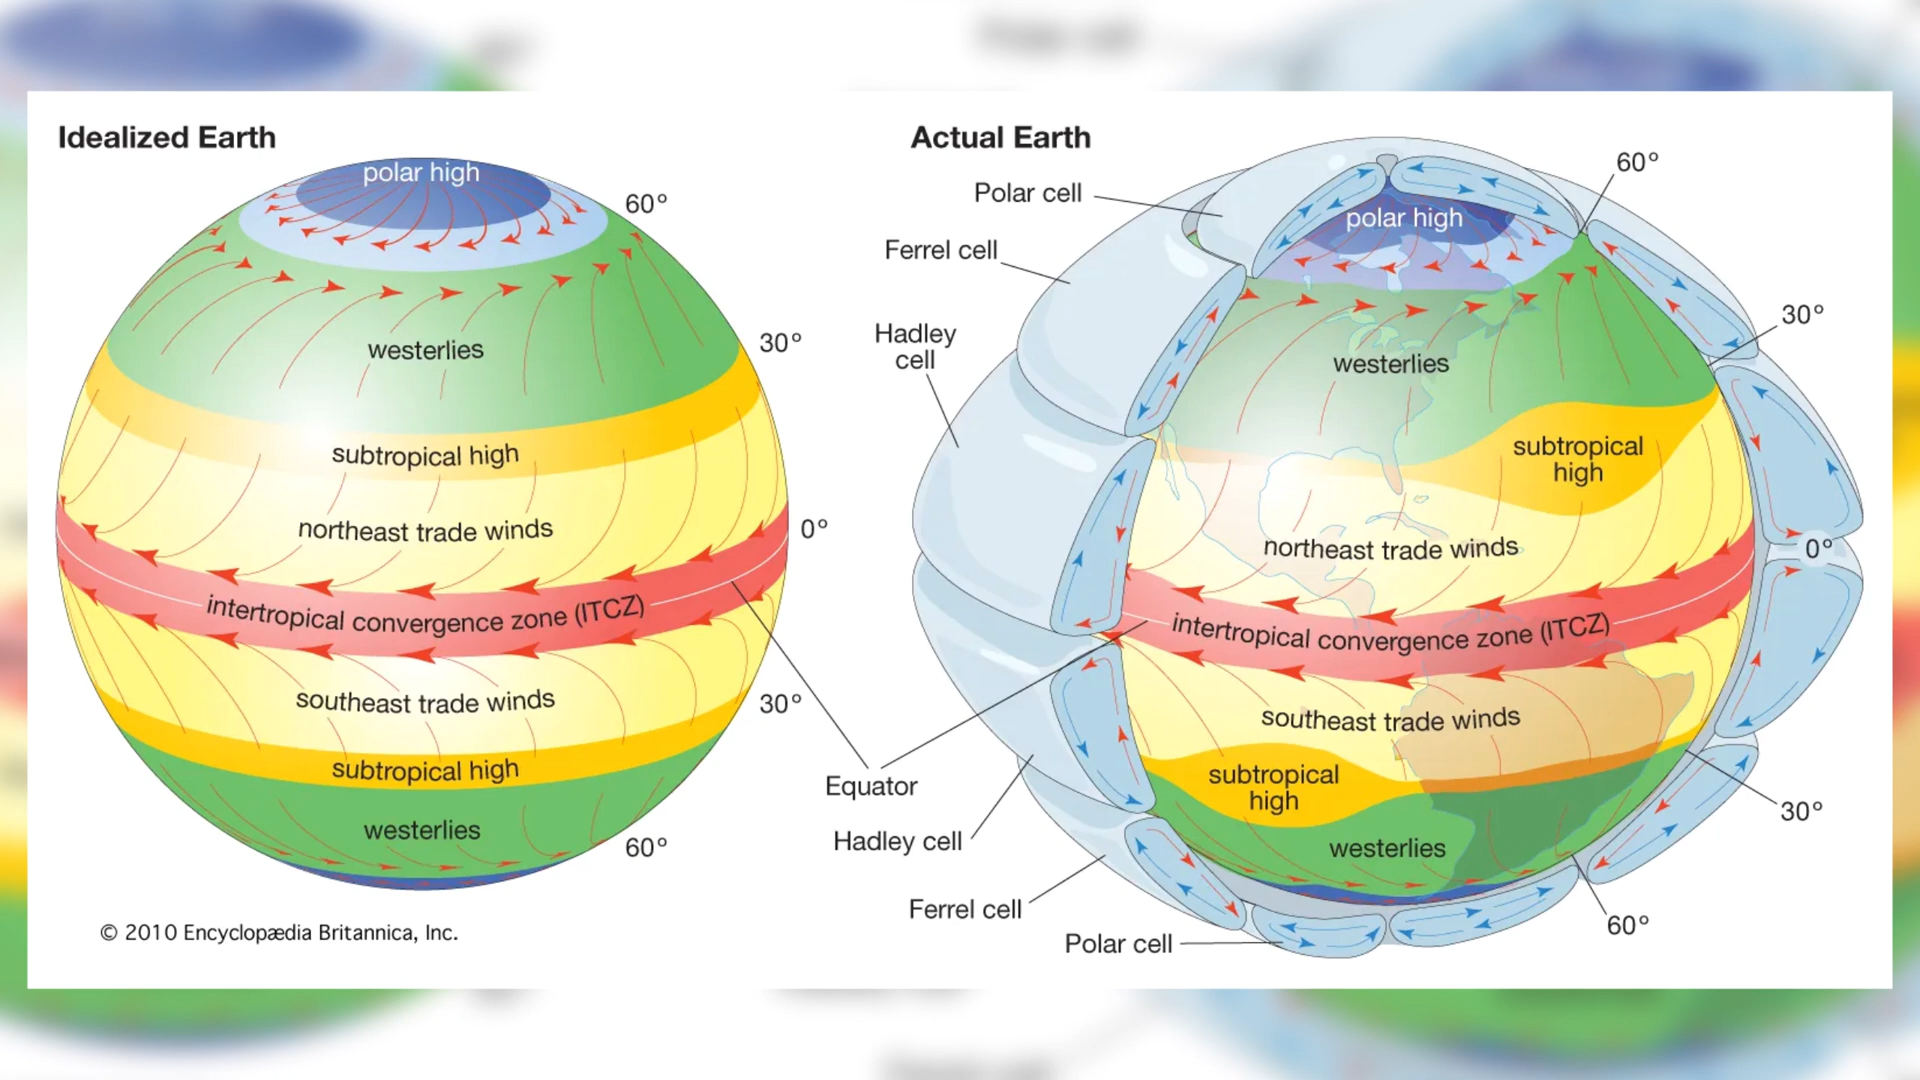 Idealized Earth
polar high
60°
30°
westerlies
subtropical high
northeast trade winds
0°
intertropical convergence zone (ITCZ)
southeast trade winds
30°
subtropical high
westerlies
60°
© 2010 Encyclopædia Britannica, Inc.
Actual Earth
60°
Polar cell
polar high
Ferrel cell
30°
Hadley
cell
westerlies
subtropical
high
northeast trade winds
0°
intertropical convergence zone (ITCZ)
southeast trade winds
Equator
subtropical
high
30°
Hadley cell
westerlies
Ferrel cell
60°
Polar cell